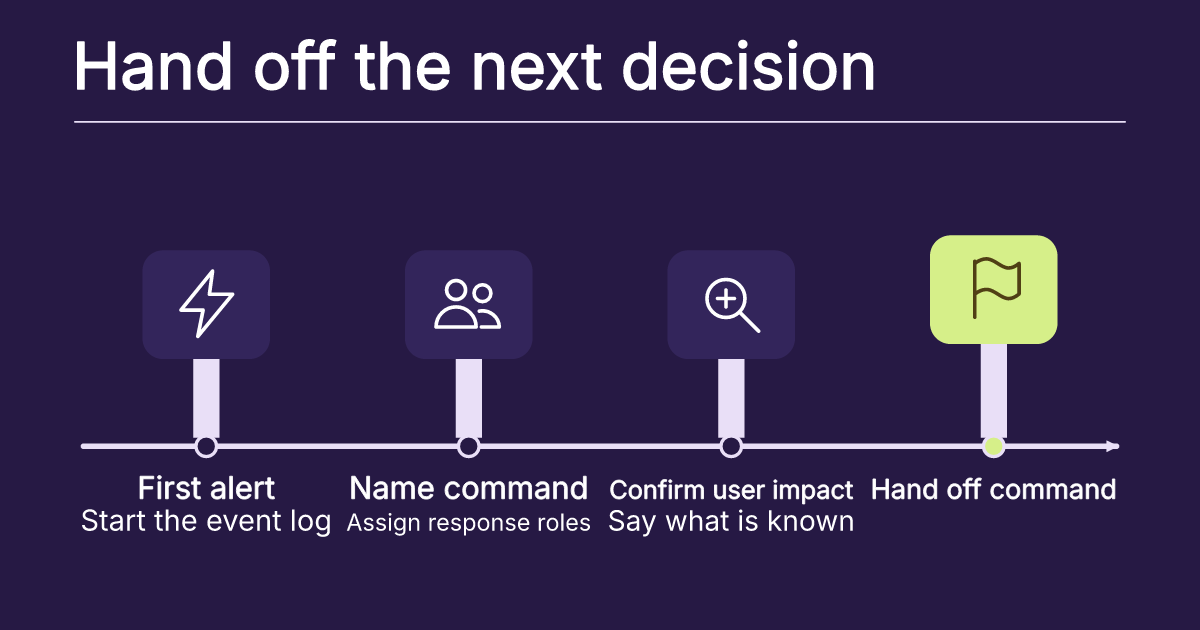 Hand off the next decision
First alert
Start the event log
Name command
Assign response roles
Confirm user impact
Say what is known
Hand off command